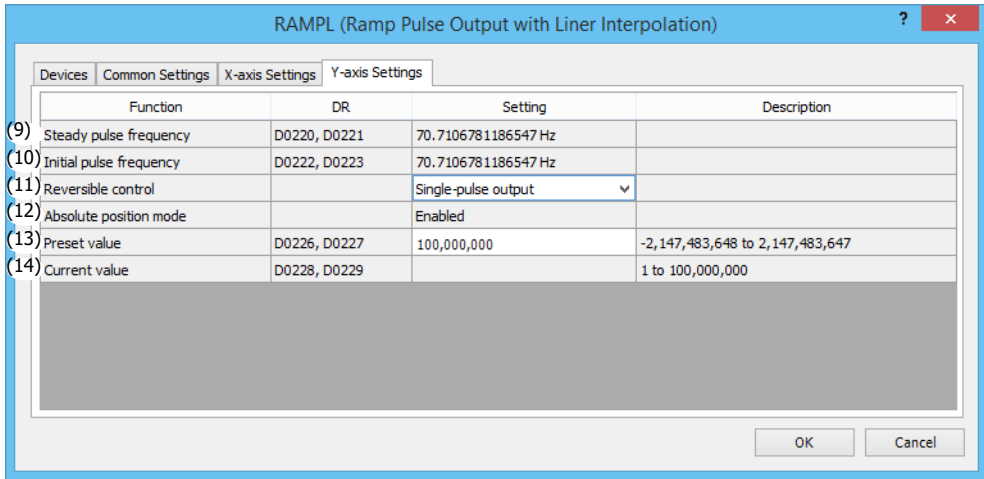 RAMPL (Ramp Pulse Output with Liner Interpolation) ? ×
Devices Common Settings X-axis Settings Y-axis Settings
Function DR Setting Description
(9) Steady pulse frequency D0220, D0221 70.7106781186547 Hz
(10) Initial pulse frequency D0222, D0223 70.7106781186547 Hz
(11) Reversible control Single-pulse output
(12) Absolute position mode Enabled
(13) Preset value D0226, D0227 100,000,000 -2,147,483,648 to 2,147,483,647
(14) Current value D0228, D0229 1 to 100,000,000
OK Cancel